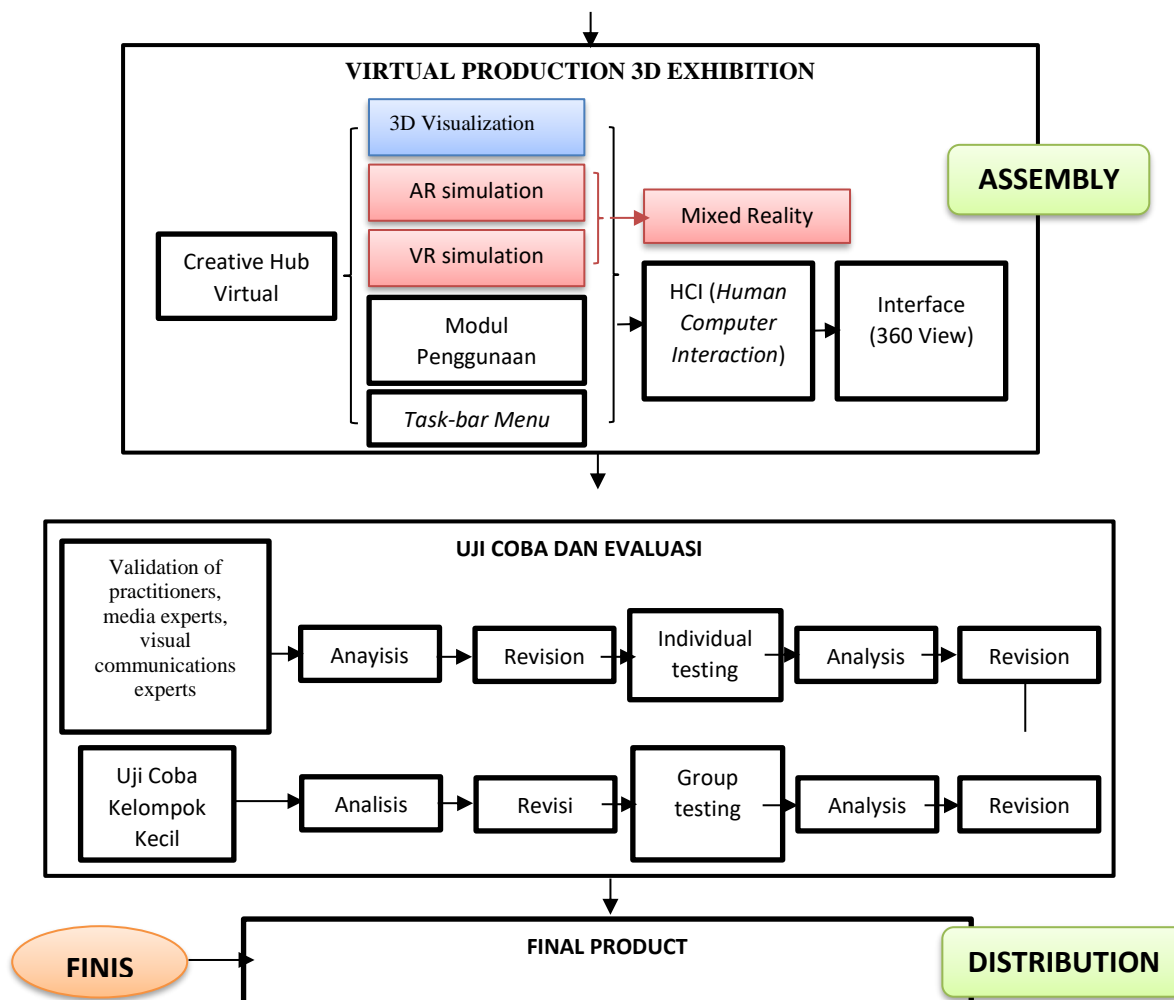 VIRTUAL PRODUCTION 3D EXHIBITION
3D Visualization
ASSEMBLY
AR simulation
Mixed Reality
VR simulation
Creative Hub
Virtual
HCI (Human
Computer
Interaction)
Interface
(360 View)
Modul
Penggunaan
Task-bar Menu
UJI COBA DAN EVALUASI
Validation of
practitioners,
media experts,
visual
communications
experts
Anayisis
Revision
Individual
testing
Analysis
Revision
Uji Coba
Kelompok
Kecil
Analisis
Revisi
Group
testing
Analysis
Revision
FINAL PRODUCT
FINIS
DISTRIBUTION